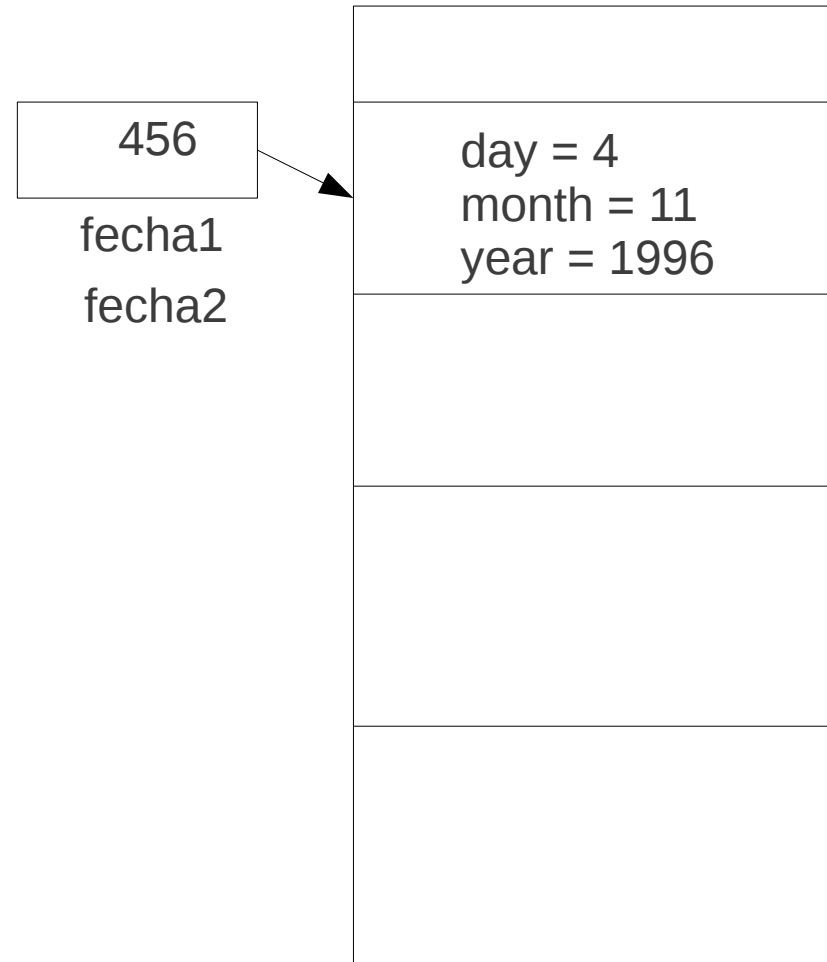 456
fecha1
fecha2
day = 4
month = 11
year = 1996